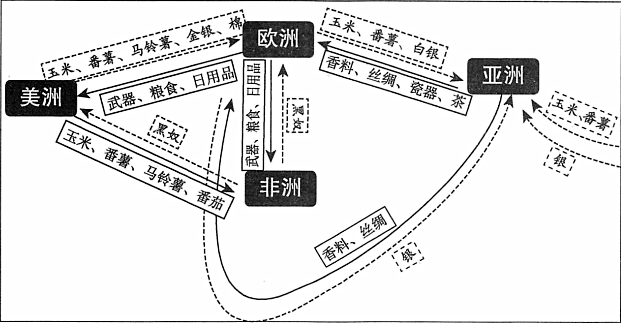 玉米、番薯、马铃薯、金银、棉
欧洲
玉米、番薯、白银
香料、丝绸、瓷器、茶
亚洲
美洲
武器、粮食、日用品
武器、粮食、日用品
黑奴
玉米、番薯
黑奴
银
玉米、番薯、马铃薯、番茄
非洲
香料、丝绸
银